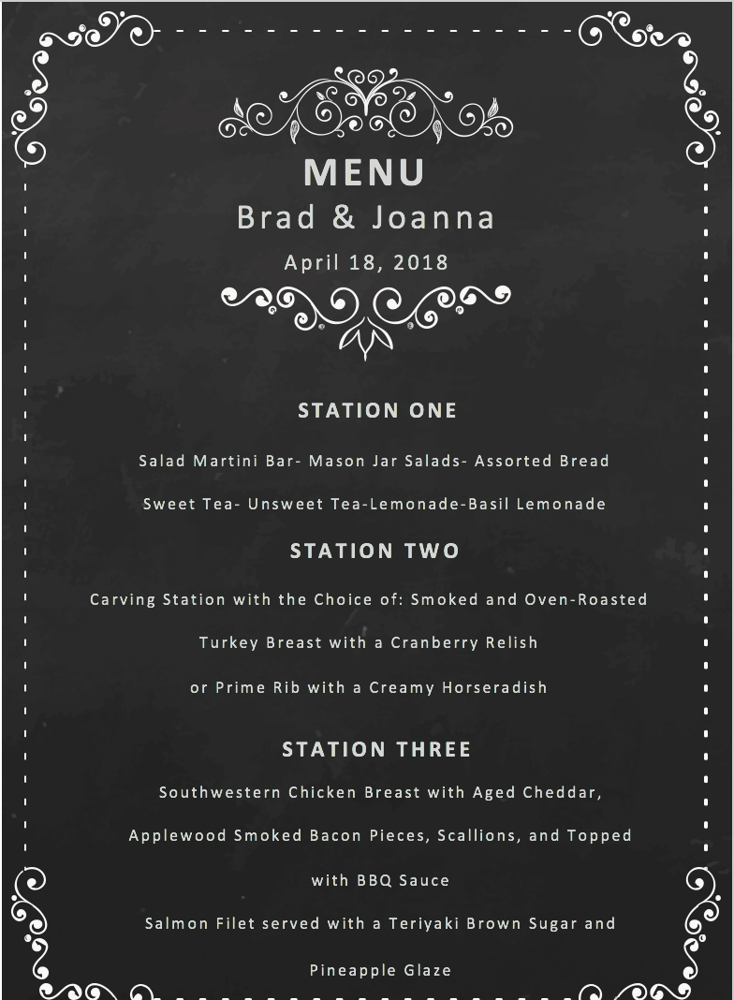 MENU
Brad & Joanna
April 18, 2018
STATION ONE
Salad Martini Bar- Mason Jar Salads- Assorted Bread
Sweet Tea- Unsweet Tea-Lemonade-Basil Lemonade
STATION TWO
Carving Station with the Choice of: Smoked and Oven-Roasted
Turkey Breast with a Cranberry Relish
or Prime Rib with a Creamy Horseradish
STATION THREE
Southwestern Chicken Breast with Aged Cheddar,
Applewood Smoked Bacon Pieces, Scallions, and Topped
with BBQ Sauce
Salmon Filet served with a Teriyaki Brown Sugar and
Pineapple Glaze